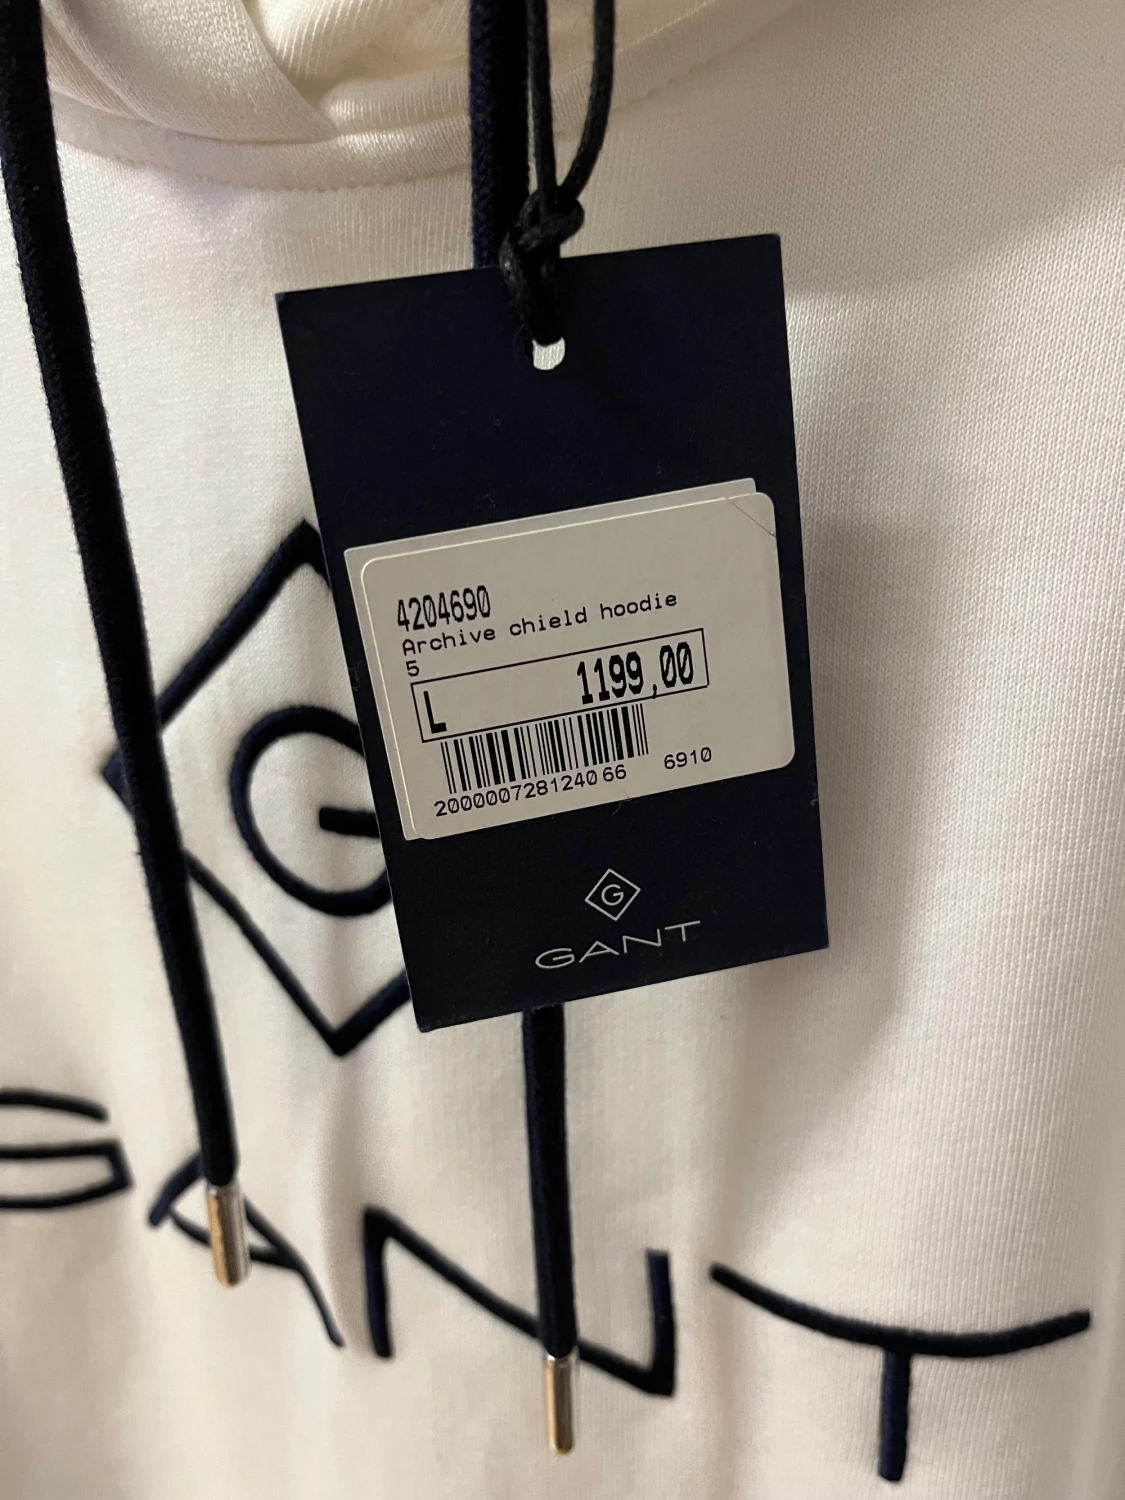 4204690
Archive chield hoodie
5
L 1199,00
2000007281240 66 6910
G
GANT
G
GANT